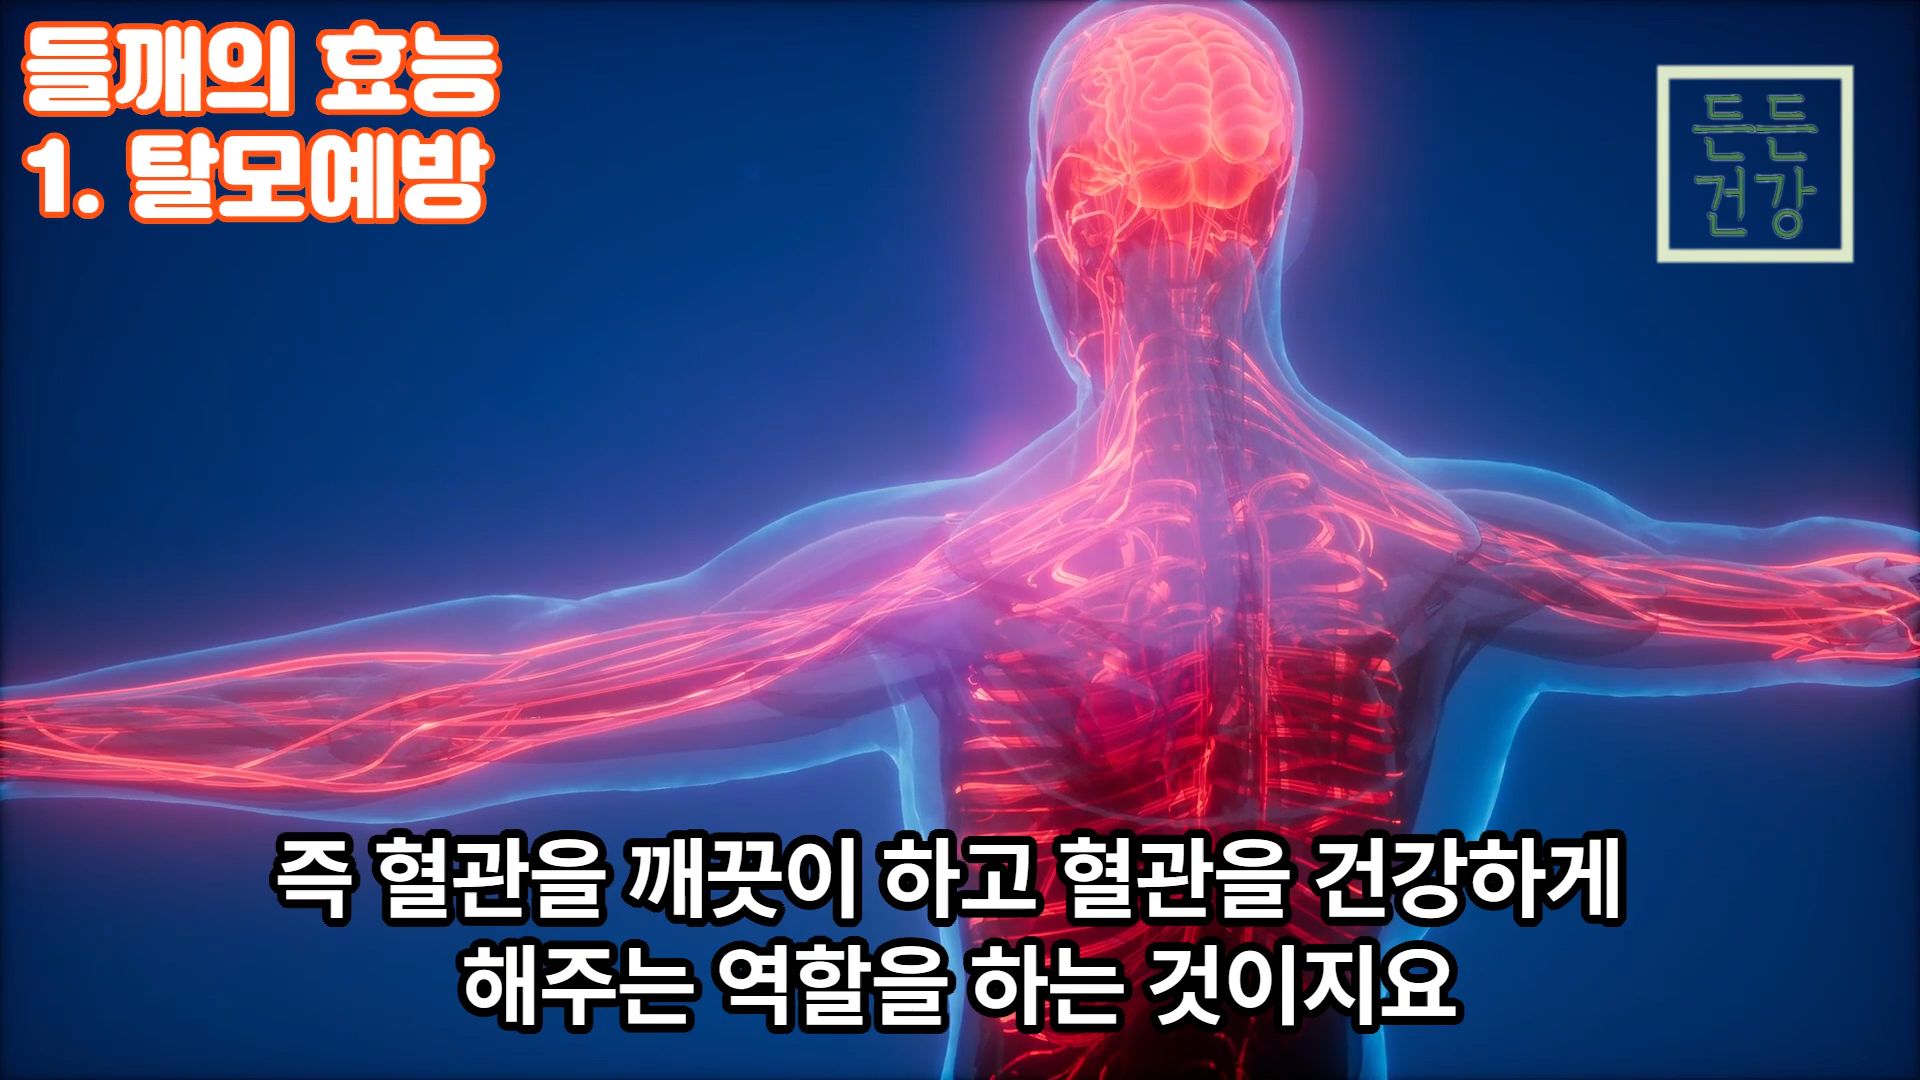 들깨의 효능
1. 탈모예방
든든
건강
즉 혈관을 깨끗이 하고 혈관을 건강하게
해주는 역할을 하는 것이지요